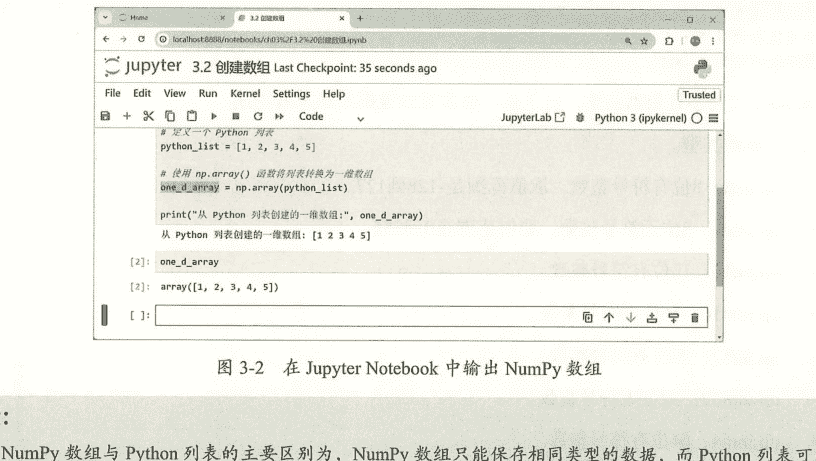 Home
3.2 创建数组
localhost:8888/notebooks/ch03%2F3.2%20创建数组.ipynb
jupyter 3.2 创建数组 Last Checkpoint: 35 seconds ago
File Edit View Run Kernel Settings Help
Trusted
Code
JupyterLab
Python 3 (ipykernel)
# 定义一个 Python 列表
python_list = [1, 2, 3, 4, 5]
# 使用 np.array() 函数将列表转换为一维数组
one_d_array = np.array(python_list)
print("从 Python 列表创建的一维数组:", one_d_array)
从 Python 列表创建的一维数组: [1 2 3 4 5]
[2]: one_d_array
[2]: array([1, 2, 3, 4, 5])
[ ]:
图 3-2 在 Jupyter Notebook 中输出 NumPy 数组
:
NumPy 数组与 Python 列表的主要区别为，NumPy 数组只能保存相同类型的数据，而 Python 列表可